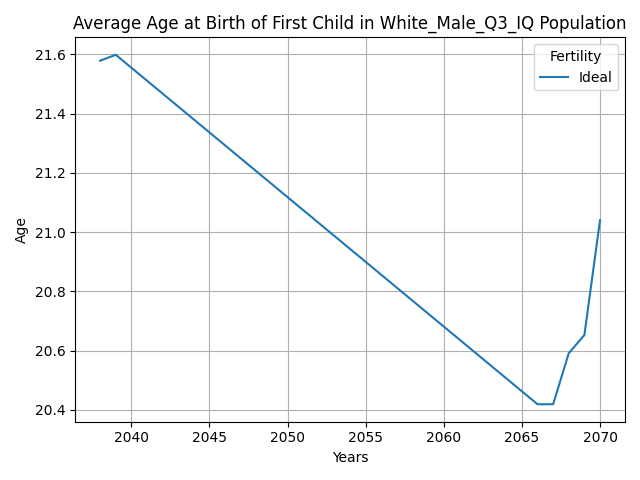 Average Age at Birth of First Child in White_Male_Q3_IQ Population
Fertility
Ideal
21.6
21.4
21.2
21.0
20.8
20.6
20.4
Age
2040 2045 2050 2055 2060 2065 2070
Years